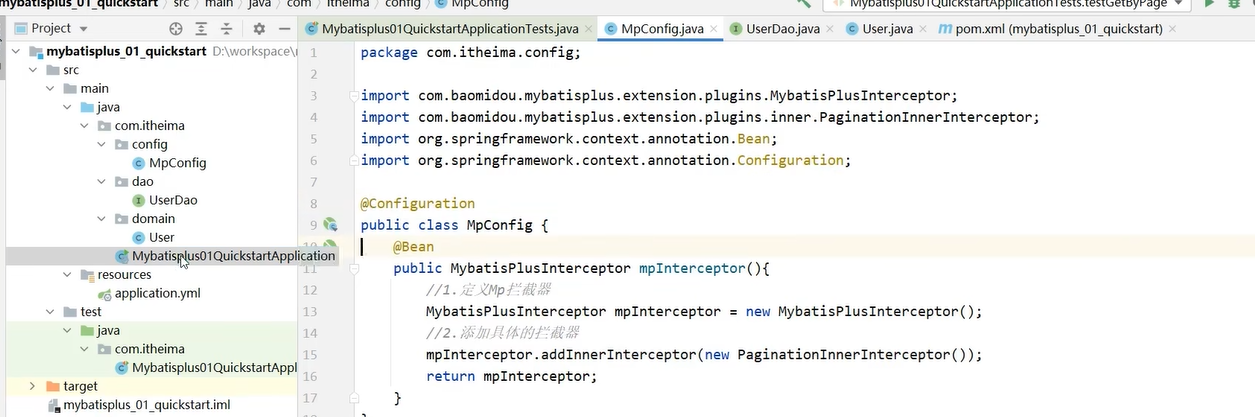 mybatisplus_01_quickstart src main java com itheima config MpConfig Mybatisplus01QuickstartApplicationTests.testGetByPage
Project
Mybatisplus01QuickstartApplicationTests.java MpConfig.java UserDao.java User.java pom.xml (mybatisplus_01_quickstart)
mybatisplus_01_quickstart D:\workspace\
src
main
java
com.itheima
config
MpConfig
dao
UserDao
domain
User
Mybatisplus01QuickstartApplication
resources
application.yml
test
java
com.itheima
Mybatisplus01QuickstartAppl
target
mybatisplus_01_quickstart.iml
1 package com.itheima.config;
2
3 import com.baomidou.mybatisplus.extension.plugins.MybatisPlusInterceptor;
4 import com.baomidou.mybatisplus.extension.plugins.inner.PaginationInnerInterceptor;
5 import org.springframework.context.annotation.Bean;
6 import org.springframework.context.annotation.Configuration;
7
8 @Configuration
9 public class MpConfig {
10 @Bean
11 public MybatisPlusInterceptor mpInterceptor(){
12 //1.定义Mp拦截器
13 MybatisPlusInterceptor mpInterceptor = new MybatisPlusInterceptor();
14 //2.添加具体的拦截器
15 mpInterceptor.addInnerInterceptor(new PaginationInnerInterceptor());
16 return mpInterceptor;
17 }